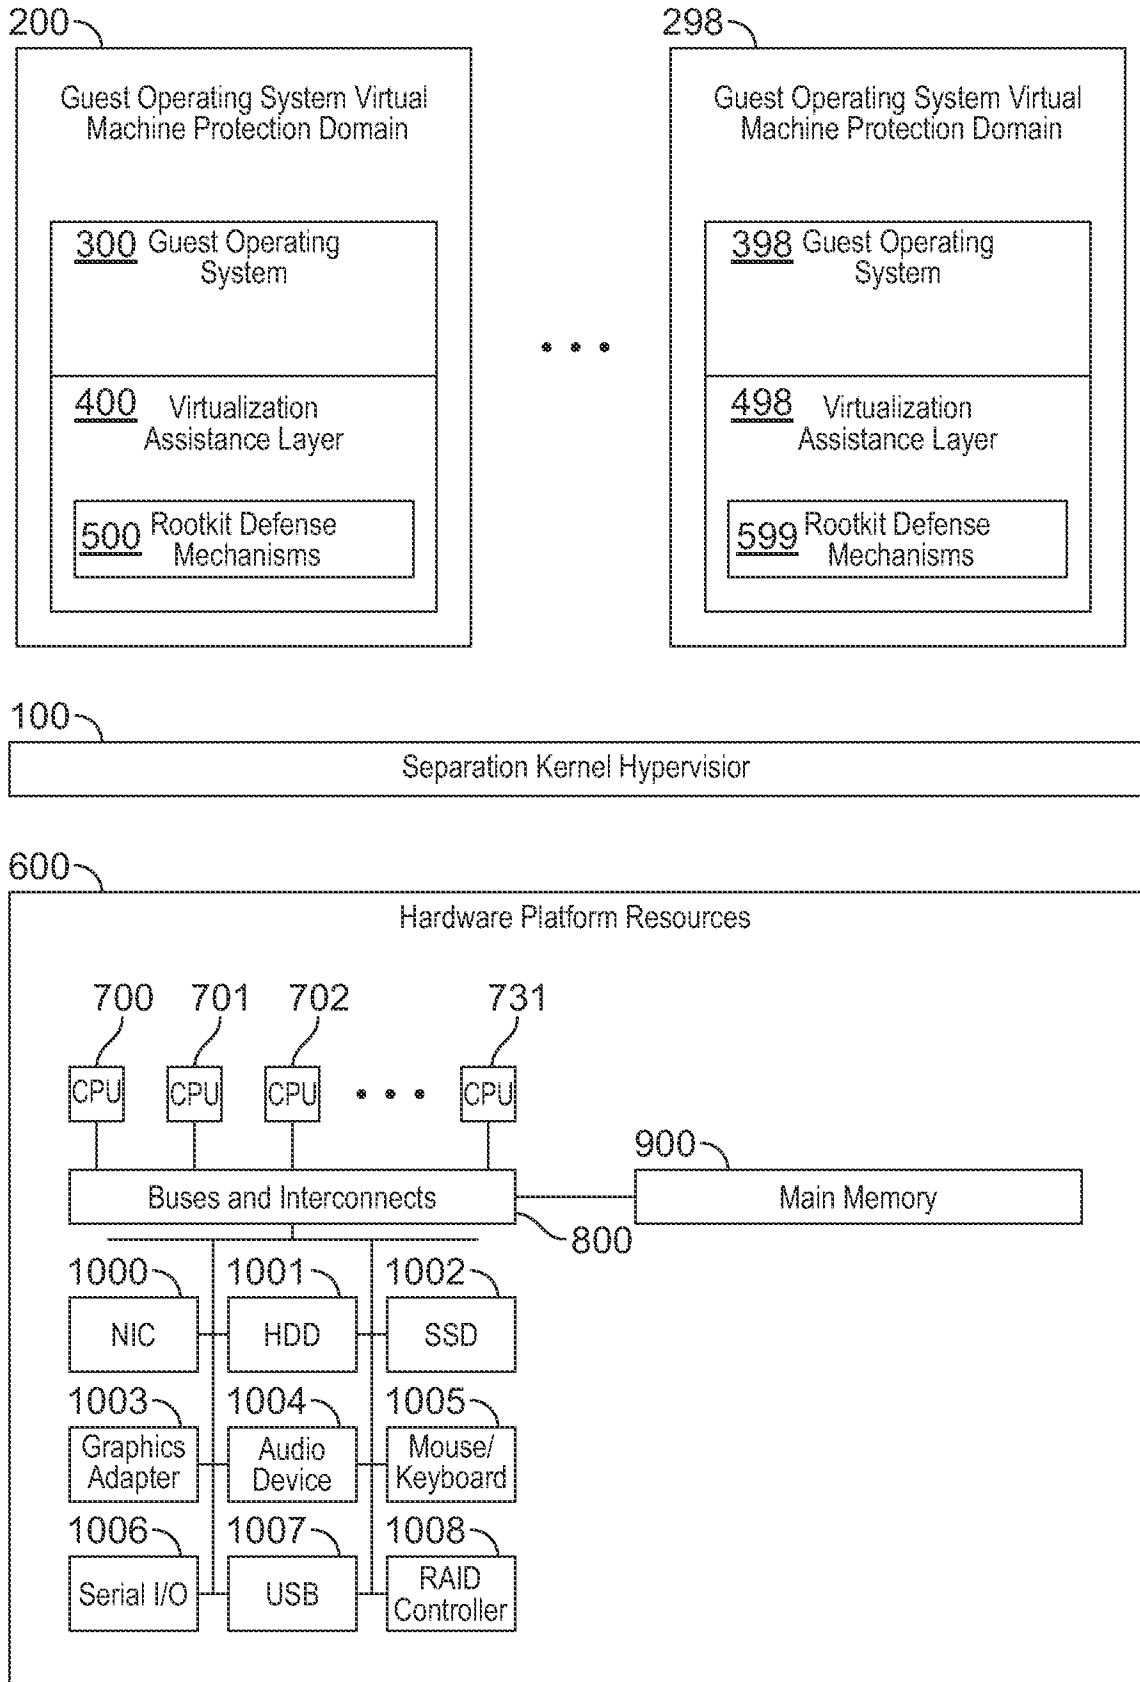 200
298
Guest Operating System Virtual
Machine Protection Domain
300 Guest Operating
System
400 Virtualization
Assistance Layer
500 Rootkit Defense
Mechanisms
Guest Operating System Virtual
Machine Protection Domain
398 Guest Operating
System
498 Virtualization
Assistance Layer
599 Rootkit Defense
Mechanisms
• • •
100
Separation Kernel Hypervisior
600
Hardware Platform Resources
700 701 702 731
CPU CPU CPU • • • CPU
900
Buses and Interconnects
Main Memory
800
1000 1001 1002
NIC HDD SSD
1003 1004 1005
Graphics
Adapter
Audio
Device
Mouse/
Keyboard
1006 1007 1008
Serial I/O
USB
RAID
Controller